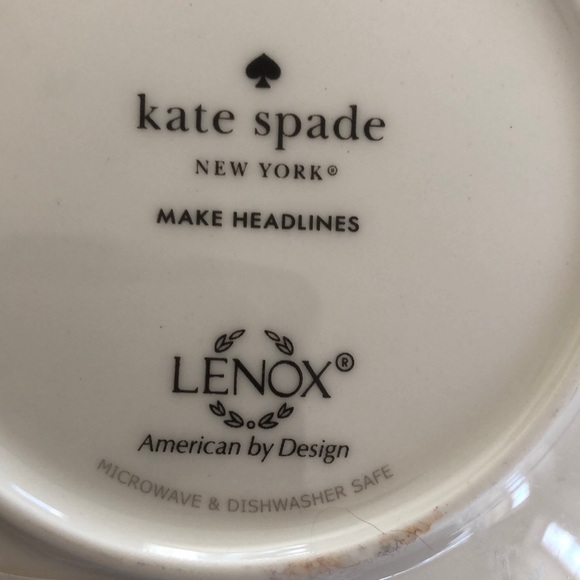 kate spade
NEW YORK®
MAKE HEADLINES
LENOX®
American by Design
MICROWAVE & DISHWASHER SAFE